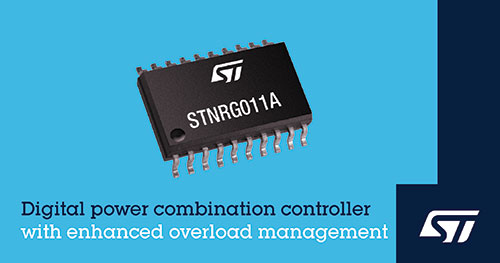 ST
STNRG011A
Digital power combination controller
with enhanced overload management
ST